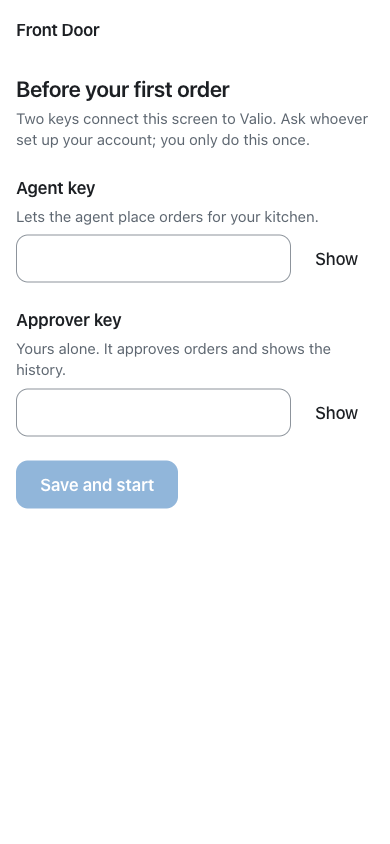 Front Door
Before your first order
Two keys connect this screen to Valio. Ask whoever
set up your account; you only do this once.
Agent key
Lets the agent place orders for your kitchen.
Show
Approver key
Yours alone. It approves orders and shows the
history.
Show
Save and start